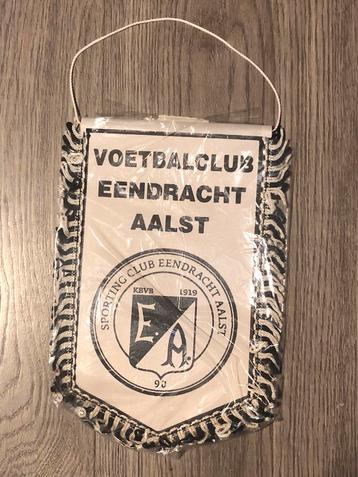 VOETBALCLUB
EENDRACHT
AALST
SPORTING CLUB EENDRACHT AALST
KBVB 1919
E.
A.
90